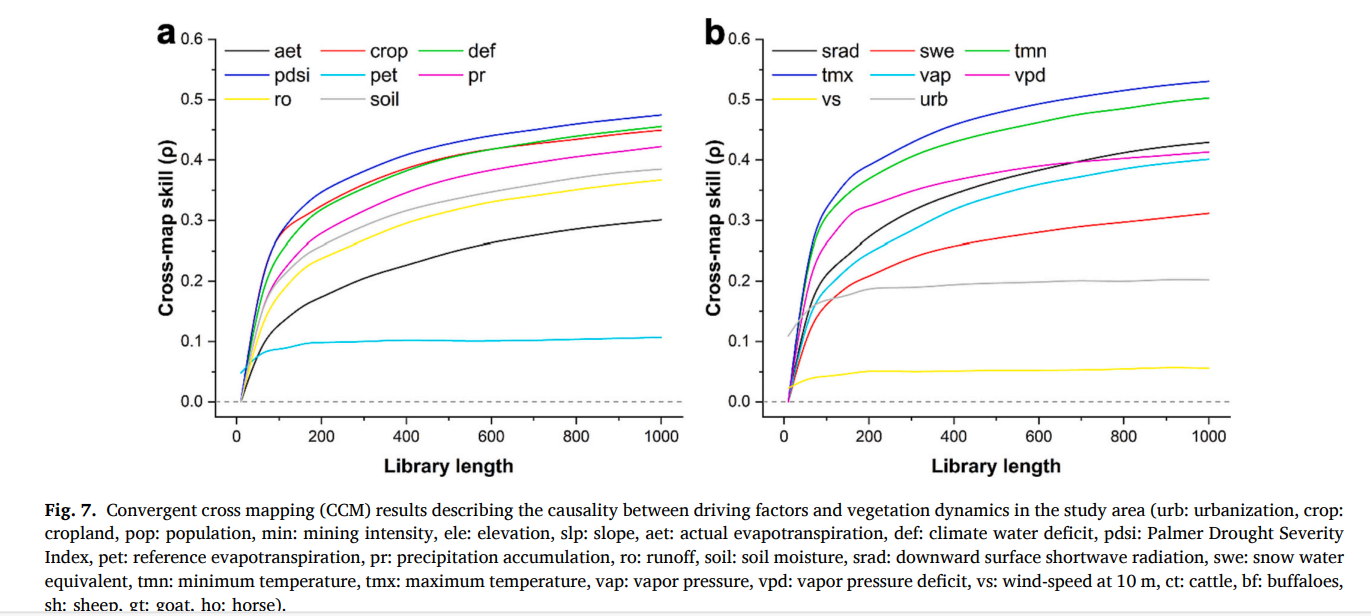 a
0.6
aet crop def
pdsi pet pr
ro soil
0.5
0.4
0.3
0.2
0.1
0.0
Cross-map skill (ρ)
0 200 400 600 800 1000
Library length
b
0.6
srad swe tmn
tmx vap vpd
vs urb
0.5
0.4
0.3
0.2
0.1
0.0
Cross-map skill (ρ)
0 200 400 600 800 1000
Library length
Fig. 7. Convergent cross mapping (CCM) results describing the causality between driving factors and vegetation dynamics in the study area (urb: urbanization, crop:
cropland, pop: population, min: mining intensity, ele: elevation, slp: slope, aet: actual evapotranspiration, def: climate water deficit, pdsi: Palmer Drought Severity
Index, pet: reference evapotranspiration, pr: precipitation accumulation, ro: runoff, soil: soil moisture, srad: downward surface shortwave radiation, swe: snow water
equivalent, tmn: minimum temperature, tmx: maximum temperature, vap: vapor pressure, vpd: vapor pressure deficit, vs: wind-speed at 10 m, ct: cattle, bf: buffaloes,
sh: sheep, gt: goat, ho: horse).